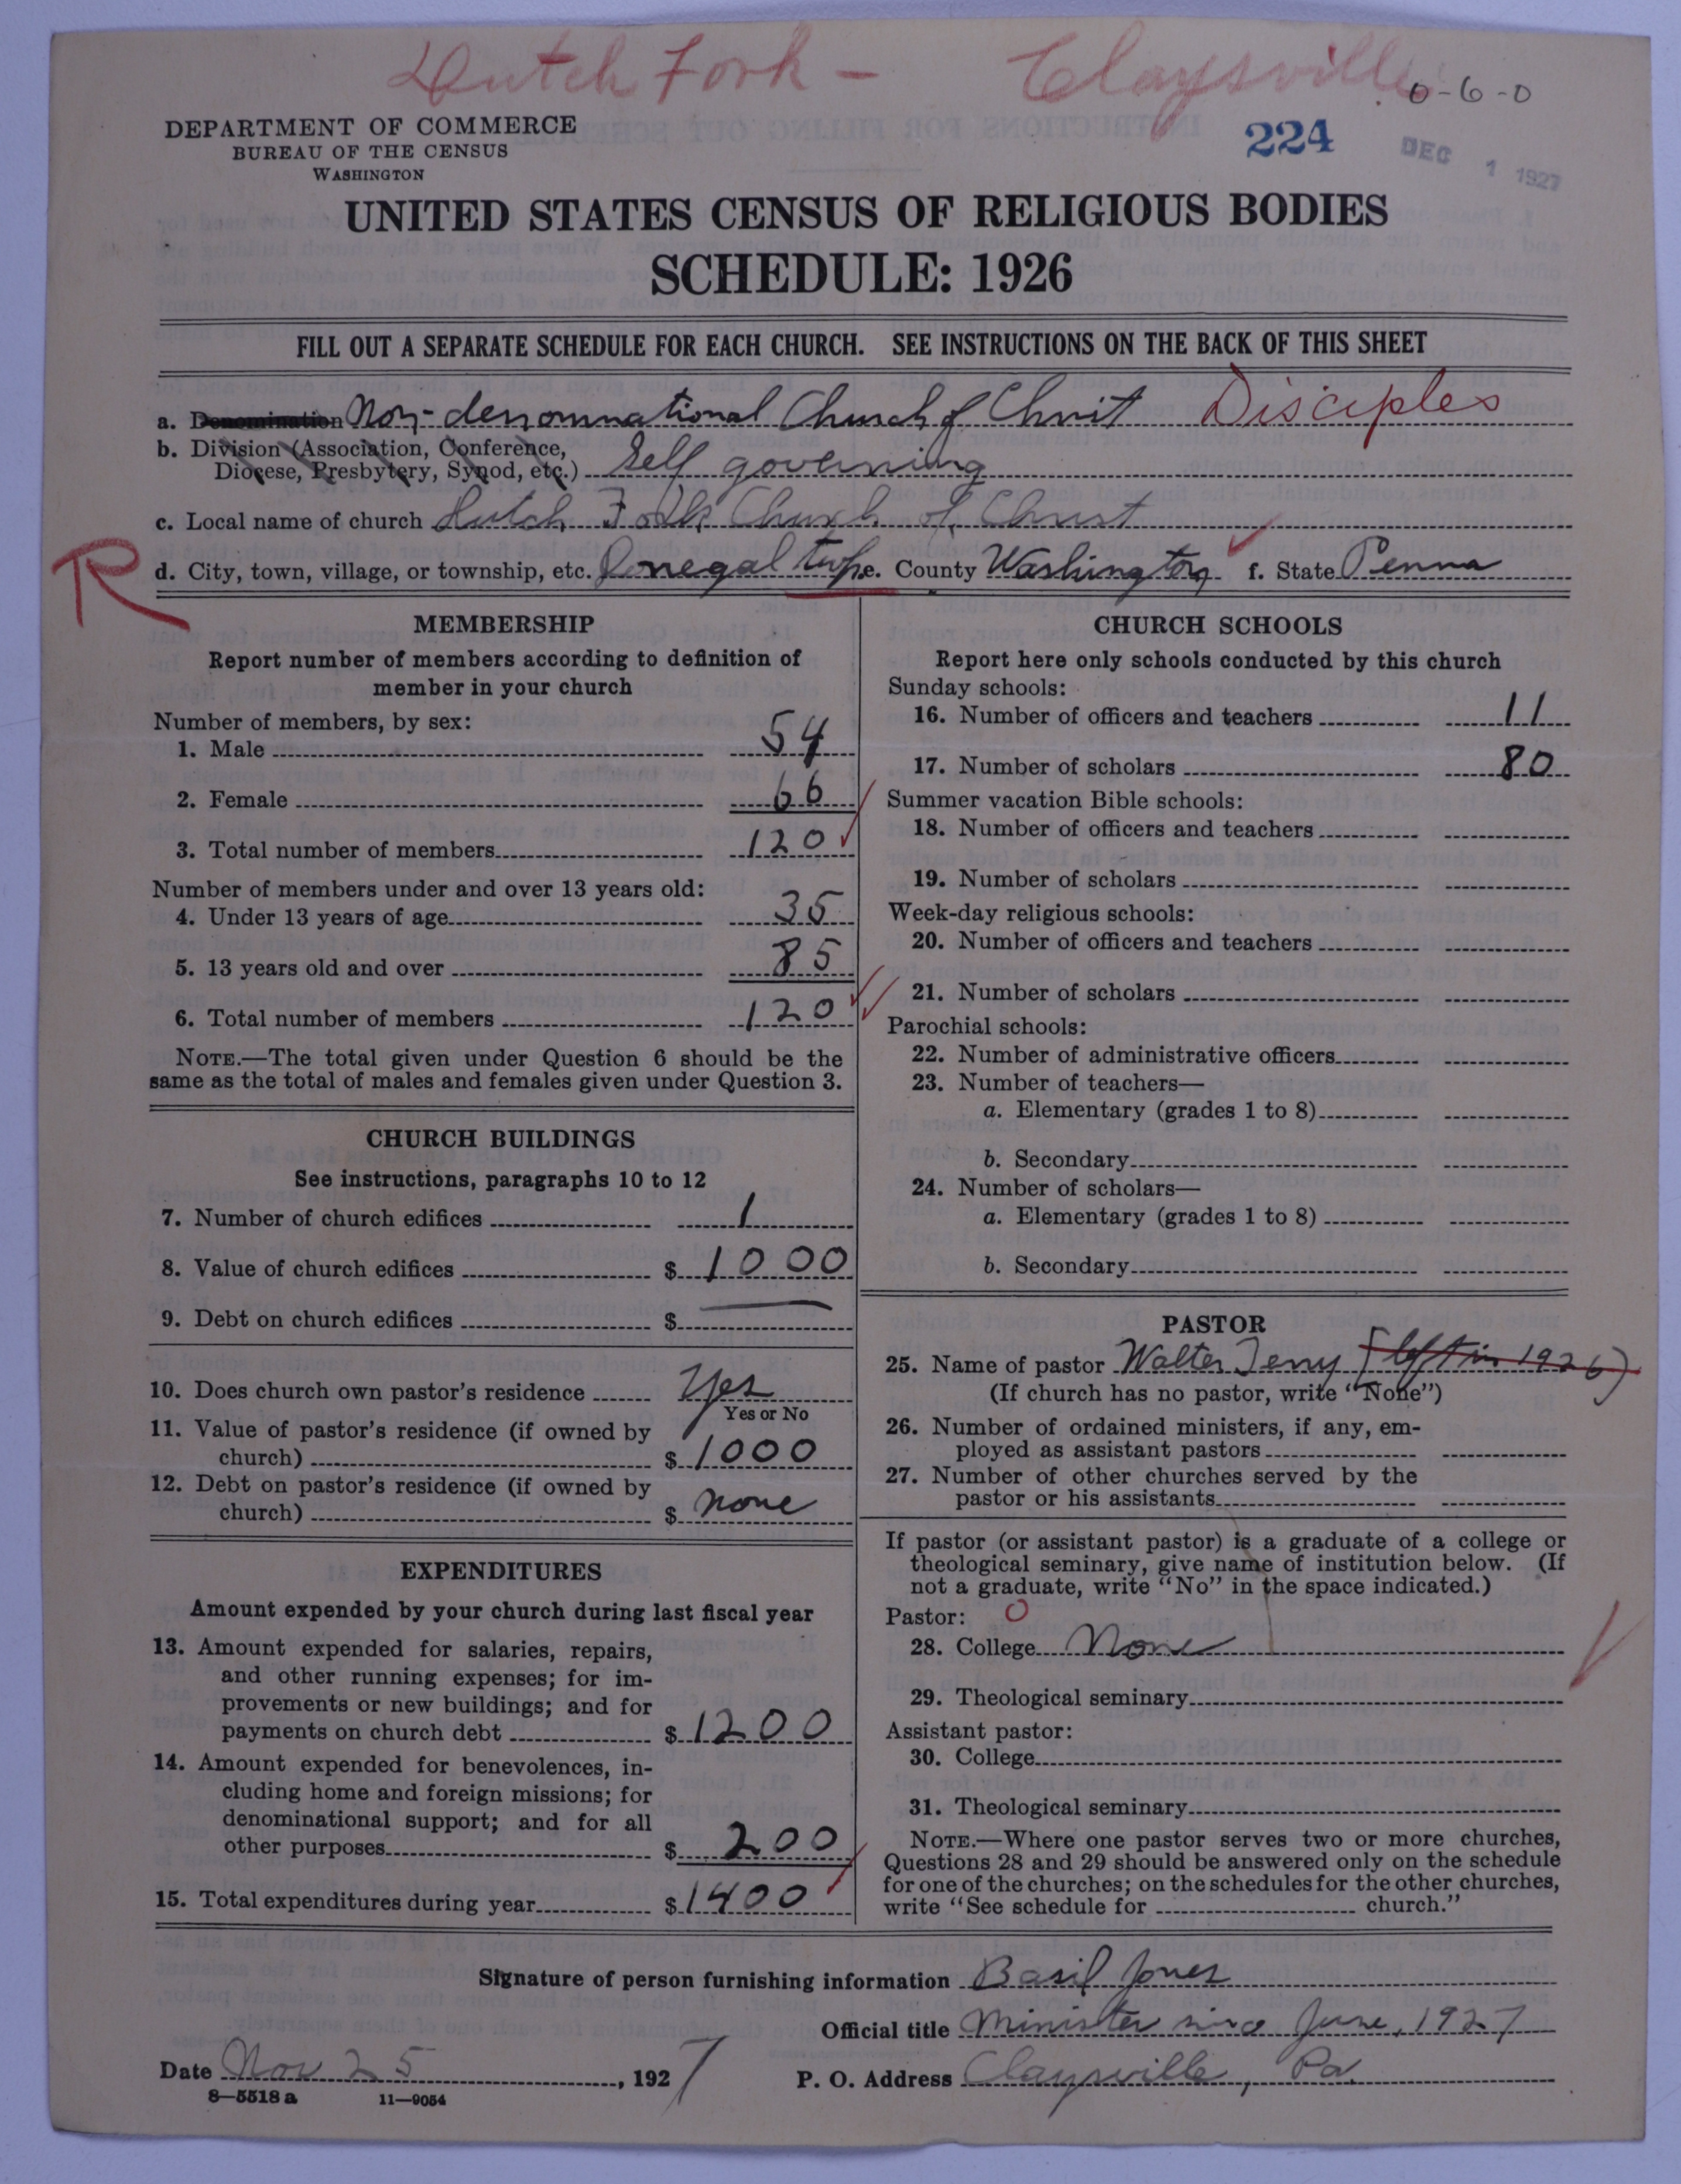 Dutch Fork - Claysville
0-6-0
DEPARTMENT OF COMMERCE
BUREAU OF THE CENSUS
WASHINGTON
224
DEC 1 1927
UNITED STATES CENSUS OF RELIGIOUS BODIES
SCHEDULE: 1926
FILL OUT A SEPARATE SCHEDULE FOR EACH CHURCH. SEE INSTRUCTIONS ON THE BACK OF THIS SHEET
a. Denomination Non-denominational Church of Christ Disciples
b. Division (Association, Conference,
Diocese, Presbytery, Synod, etc.) Self governing
c. Local name of church Dutch Fork Church of Christ
R
d. City, town, village, or township, etc. Donegal twp. e. County Washington f. State Penna
MEMBERSHIP
Report number of members according to definition of
member in your church
Number of members, by sex:
1. Male 54
2. Female 66
3. Total number of members 120
Number of members under and over 13 years old:
4. Under 13 years of age 35
5. 13 years old and over 85
6. Total number of members 120
NOTE.—The total given under Question 6 should be the
same as the total of males and females given under Question 3.
CHURCH BUILDINGS
See instructions, paragraphs 10 to 12
7. Number of church edifices 1
8. Value of church edifices $ 1000
9. Debt on church edifices $ —
10. Does church own pastor's residence Yes
Yes or No
11. Value of pastor's residence (if owned by
church) $ 1000
12. Debt on pastor's residence (if owned by
church) $ none
EXPENDITURES
Amount expended by your church during last fiscal year
13. Amount expended for salaries, repairs,
and other running expenses; for im-
provements or new buildings; and for
payments on church debt $ 1200
14. Amount expended for benevolences, in-
cluding home and foreign missions; for
denominational support; and for all
other purposes $ 200
15. Total expenditures during year $ 1400
CHURCH SCHOOLS
Report here only schools conducted by this church
Sunday schools:
16. Number of officers and teachers 11
17. Number of scholars 80
Summer vacation Bible schools:
18. Number of officers and teachers
19. Number of scholars
Week-day religious schools:
20. Number of officers and teachers
21. Number of scholars
Parochial schools:
22. Number of administrative officers
23. Number of teachers—
a. Elementary (grades 1 to 8)
b. Secondary
24. Number of scholars—
a. Elementary (grades 1 to 8)
b. Secondary
PASTOR
25. Name of pastor Walter Jerry (left in 1926)
(If church has no pastor, write "None")
26. Number of ordained ministers, if any, em-
ployed as assistant pastors
27. Number of other churches served by the
pastor or his assistants
If pastor (or assistant pastor) is a graduate of a college or
theological seminary, give name of institution below. (If
not a graduate, write "No" in the space indicated.)
Pastor: 0
28. College None
29. Theological seminary
Assistant pastor:
30. College
31. Theological seminary
NOTE.—Where one pastor serves two or more churches,
Questions 28 and 29 should be answered only on the schedule
for one of the churches; on the schedules for the other churches,
write "See schedule for church."
Signature of person furnishing information Basil Jones
Official title Minister since June, 1927
Date Nov 25, 1927
P. O. Address Claysville, Pa.
8—5518 a 11—9054